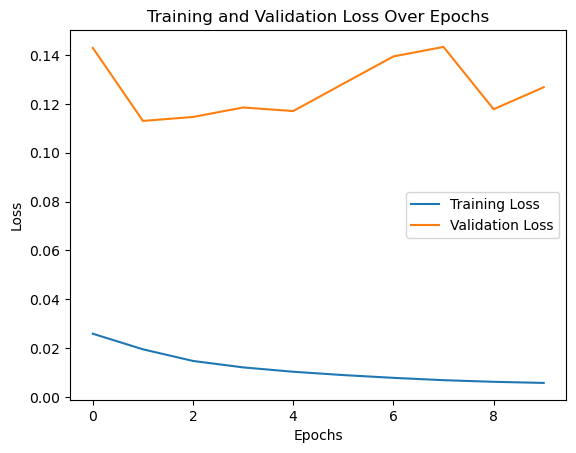 Training and Validation Loss Over Epochs
0.14
0.12
0.10
0.08
0.06
0.04
0.02
0.00
Loss
Training Loss
Validation Loss
0 2 4 6 8
Epochs